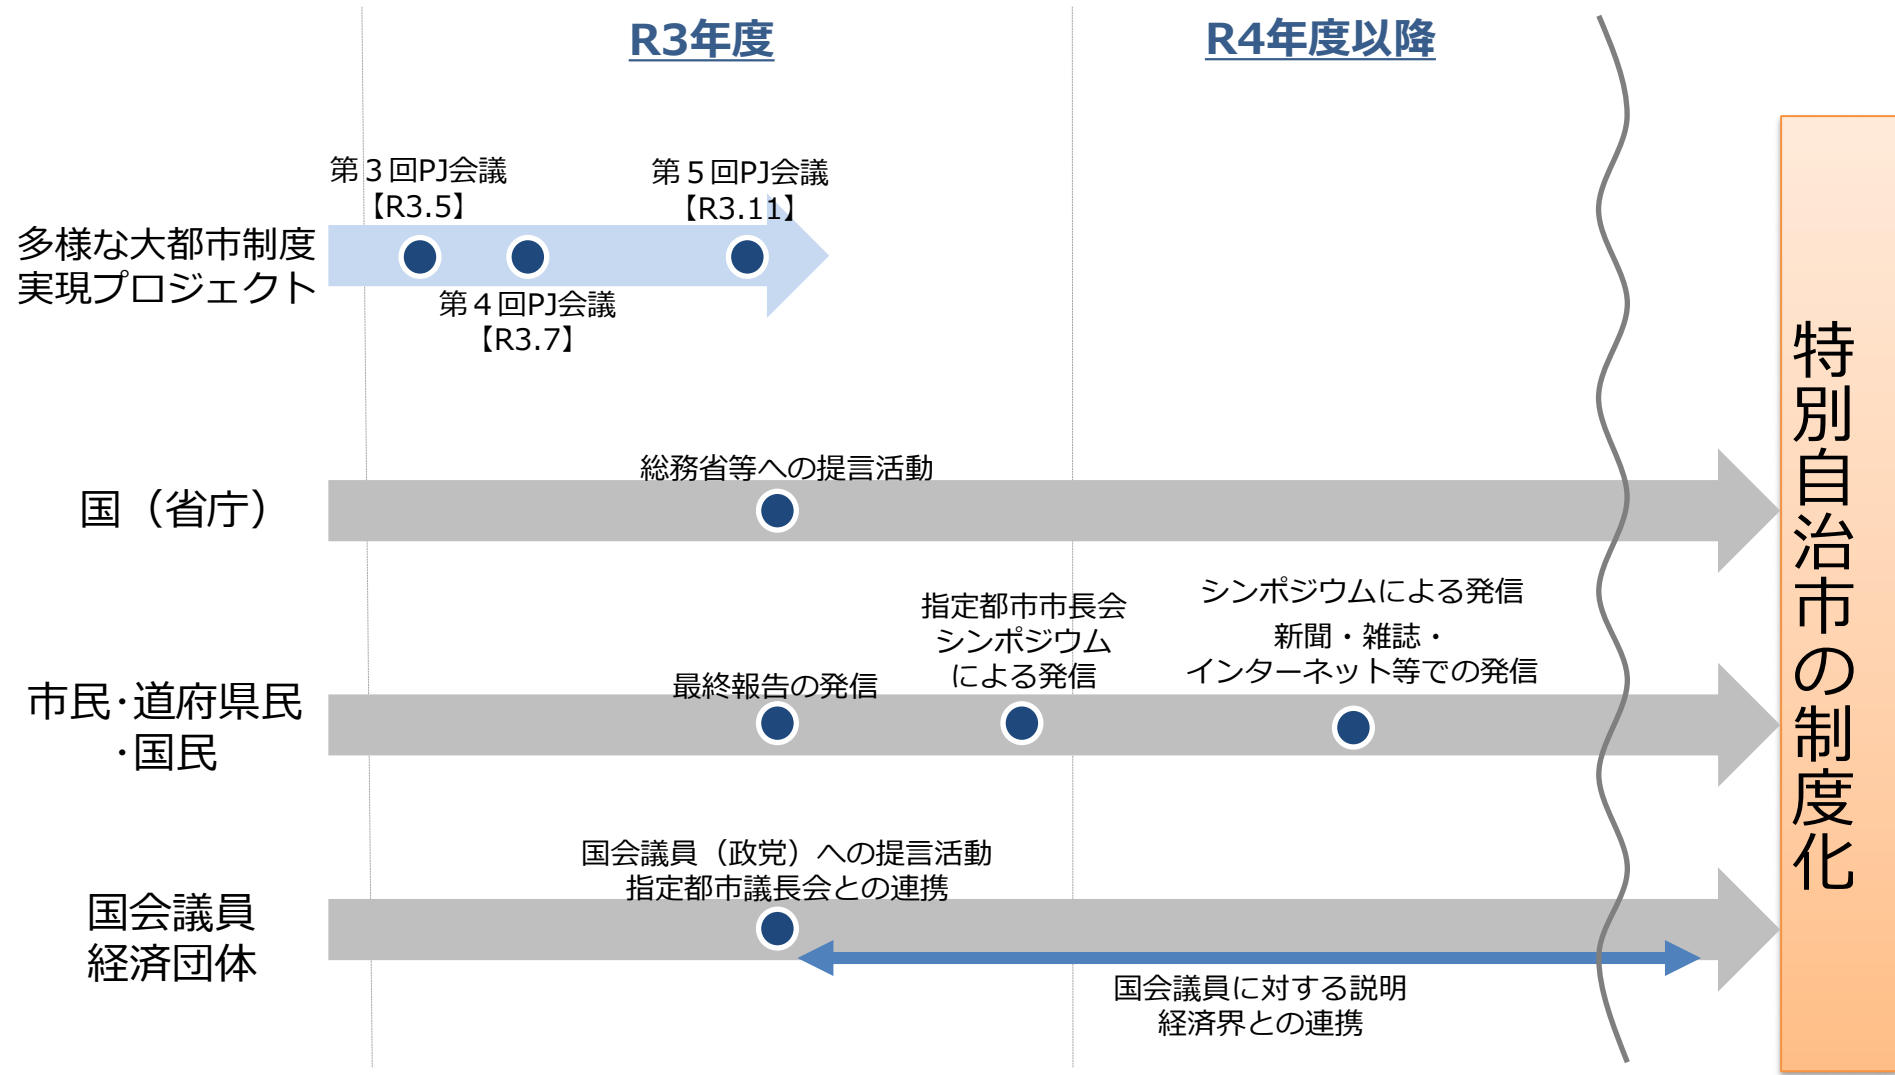 R3年度
R4年度以降
第３回PJ会議
【R3.5】
第５回PJ会議
【R3.11】
多様な大都市制度
実現プロジェクト
第４回PJ会議
【R3.7】
総務省等への提言活動
国（省庁）
指定都市市長会
シンポジウム
による発信
シンポジウムによる発信
新聞・雑誌・
インターネット等での発信
最終報告の発信
市民･道府県民
･国民
国会議員（政党）への提言活動
指定都市議長会との連携
国会議員
経済団体
国会議員に対する説明
経済界との連携
特別自治市の制度化